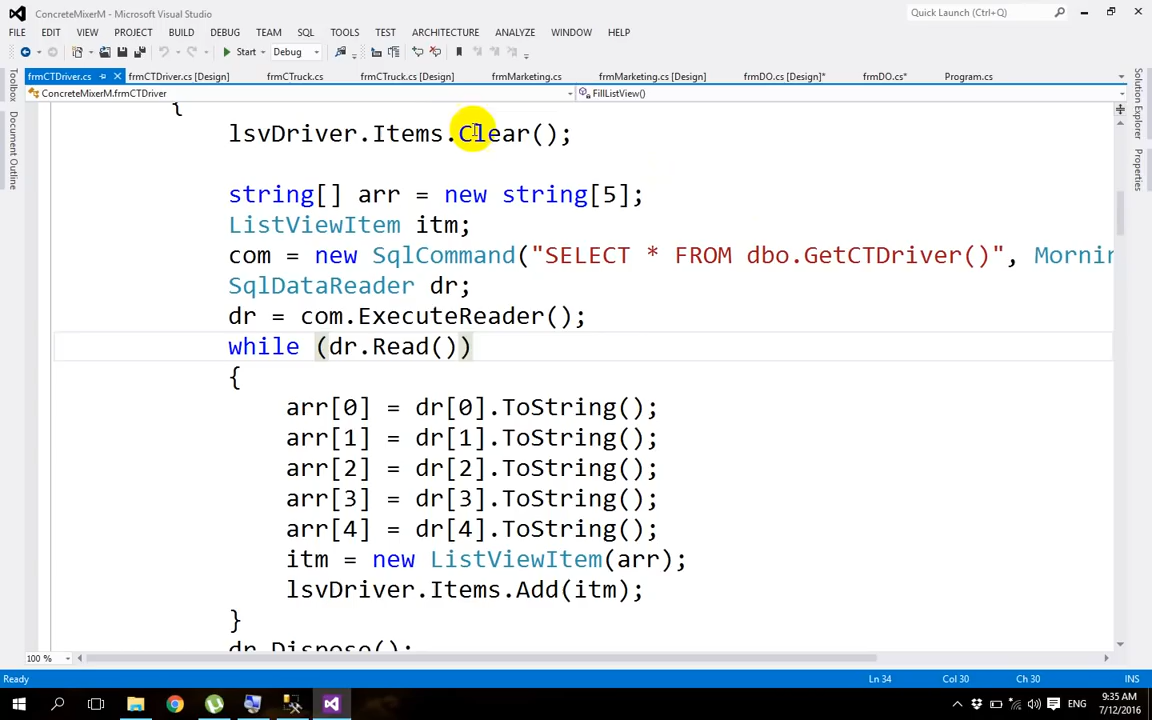 ConcreteMixerM - Microsoft Visual Studio
Quick Launch (Ctrl+Q)
FILE EDIT VIEW PROJECT BUILD DEBUG TEAM SQL TOOLS TEST ARCHITECTURE ANALYZE WINDOW HELP
Start Debug
frmCTDriver.cs frmCTDriver.cs [Design] frmCTruck.cs frmCTruck.cs [Design] frmMarketing.cs frmMarketing.cs [Design] frmDO.cs [Design]* frmDO.cs* Program.cs
ConcreteMixerM.frmCTDriver FillListView()
Toolbox
Document Outline
Solution Explorer
Properties
{
lsvDriver.Items.Clear();
string[] arr = new string[5];
ListViewItem itm;
com = new SqlCommand("SELECT * FROM dbo.GetCTDriver()", Mornin
SqlDataReader dr;
dr = com.ExecuteReader();
while (dr.Read())
{
arr[0] = dr[0].ToString();
arr[1] = dr[1].ToString();
arr[2] = dr[2].ToString();
arr[3] = dr[3].ToString();
arr[4] = dr[4].ToString();
itm = new ListViewItem(arr);
lsvDriver.Items.Add(itm);
}
dr.Dispose();
100 %
Ready Ln 34 Col 30 Ch 30 INS
ENG 9:35 AM
7/12/2016